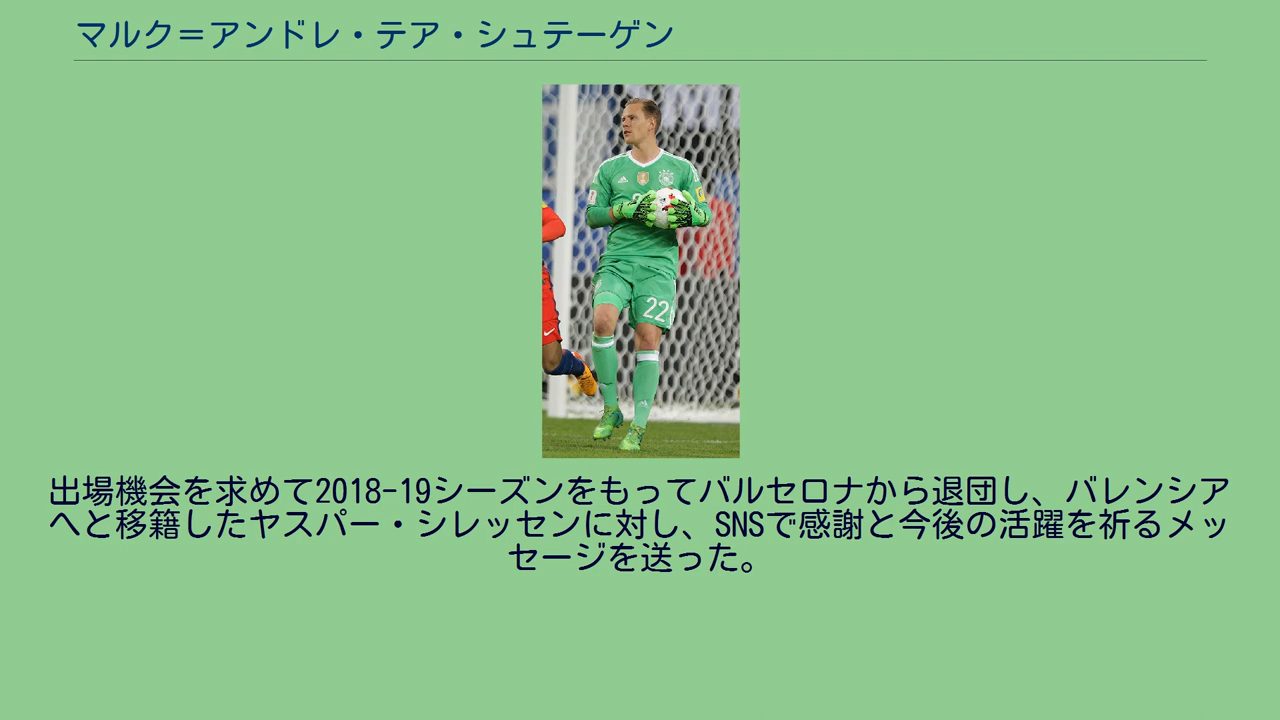 マルク＝アンドレ・テア・シュテーゲン
22
出場機会を求めて2018-19シーズンをもってバルセロナから退団し、バレンシア
へと移籍したヤスパー・シレッセンに対し、SNSで感謝と今後の活躍を祈るメッ
セージを送った。